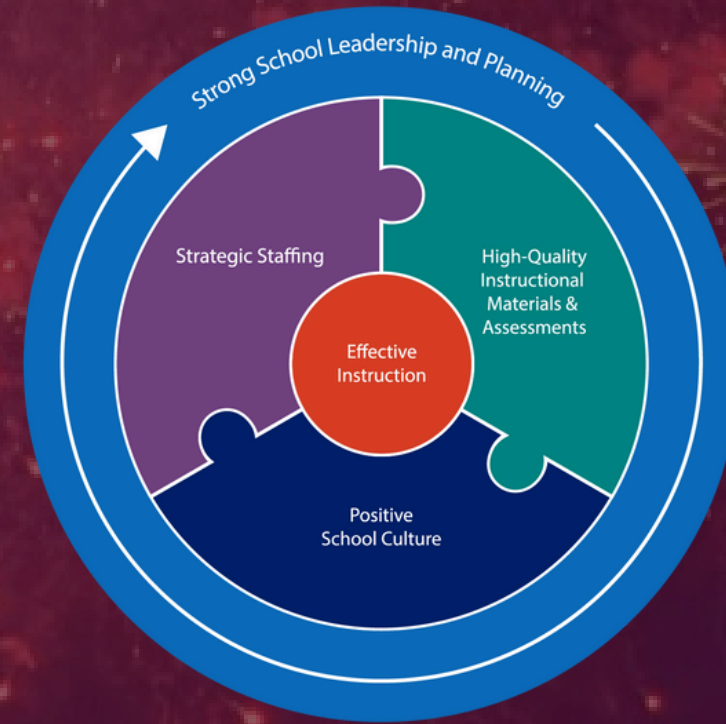 Strong School Leadership and Planning
Strategic Staffing
High-Quality
Instructional
Materials &
Assessments
Effective
Instruction
Positive
School Culture